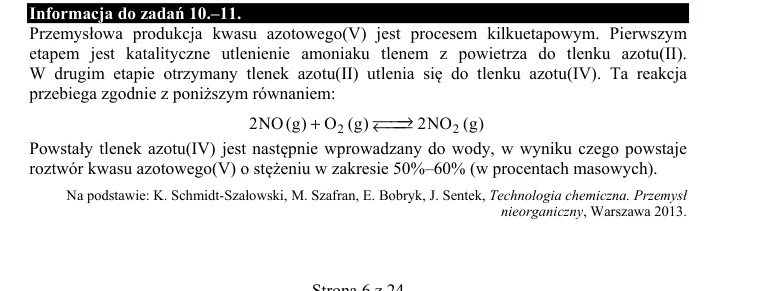 Informacja do zadań 10.–11.
Przemysłowa produkcja kwasu azotowego(V) jest procesem kilkuetapowym. Pierwszym
etapem jest katalityczne utlenienie amoniaku tlenem z powietrza do tlenku azotu(II).
W drugim etapie otrzymany tlenek azotu(II) utlenia się do tlenku azotu(IV). Ta reakcja
przebiega zgodnie z poniższym równaniem:
2NO (g) + O₂ (g) ⇌ 2NO₂ (g)
Powstały tlenek azotu(IV) jest następnie wprowadzany do wody, w wyniku czego powstaje
roztwór kwasu azotowego(V) o stężeniu w zakresie 50%–60% (w procentach masowych).
Na podstawie: K. Schmidt-Szałowski, M. Szafran, E. Bobryk, J. Sentek, Technologia chemiczna. Przemysł
nieorganiczny, Warszawa 2013.
Strona 6 z 24